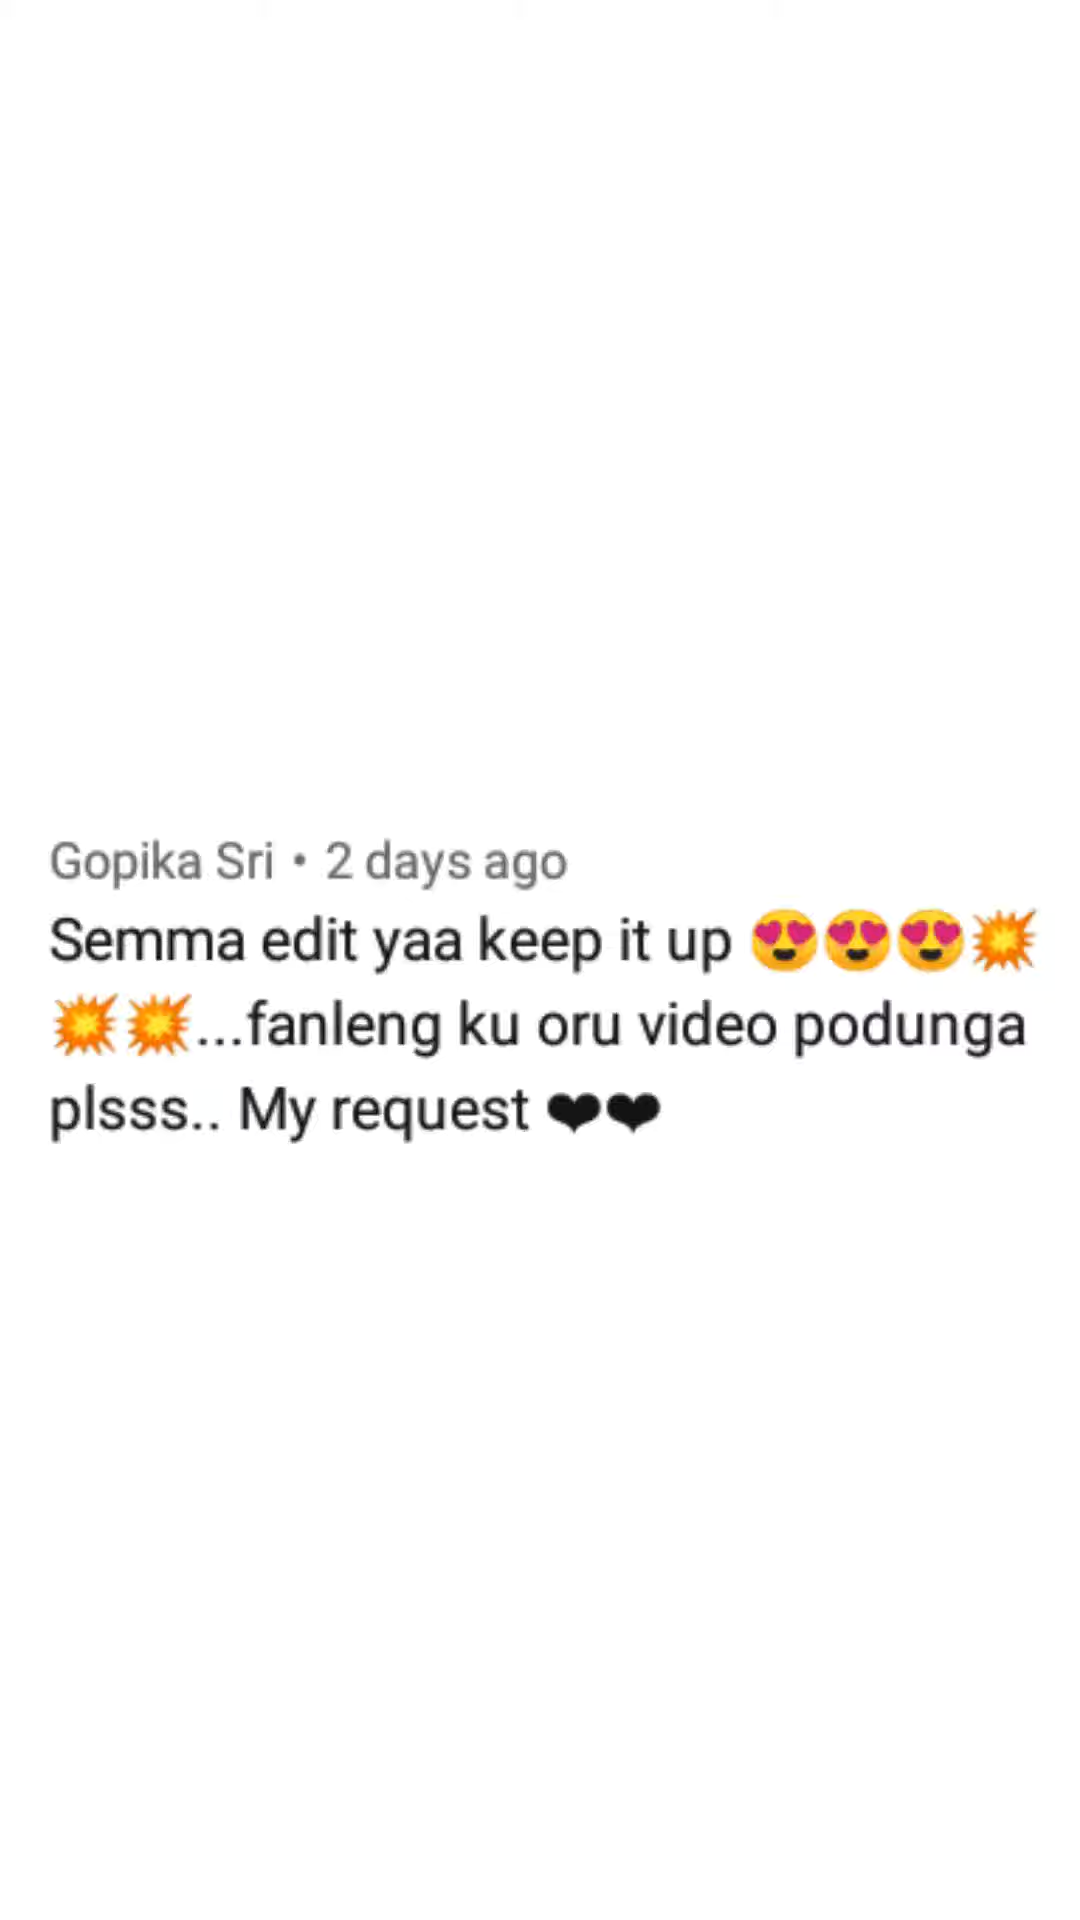 Gopika Sri • 2 days ago
Semma edit yaa keep it up 😍😍😍💥
💥💥...fanleng ku oru video podunga
plsss.. My request ❤❤